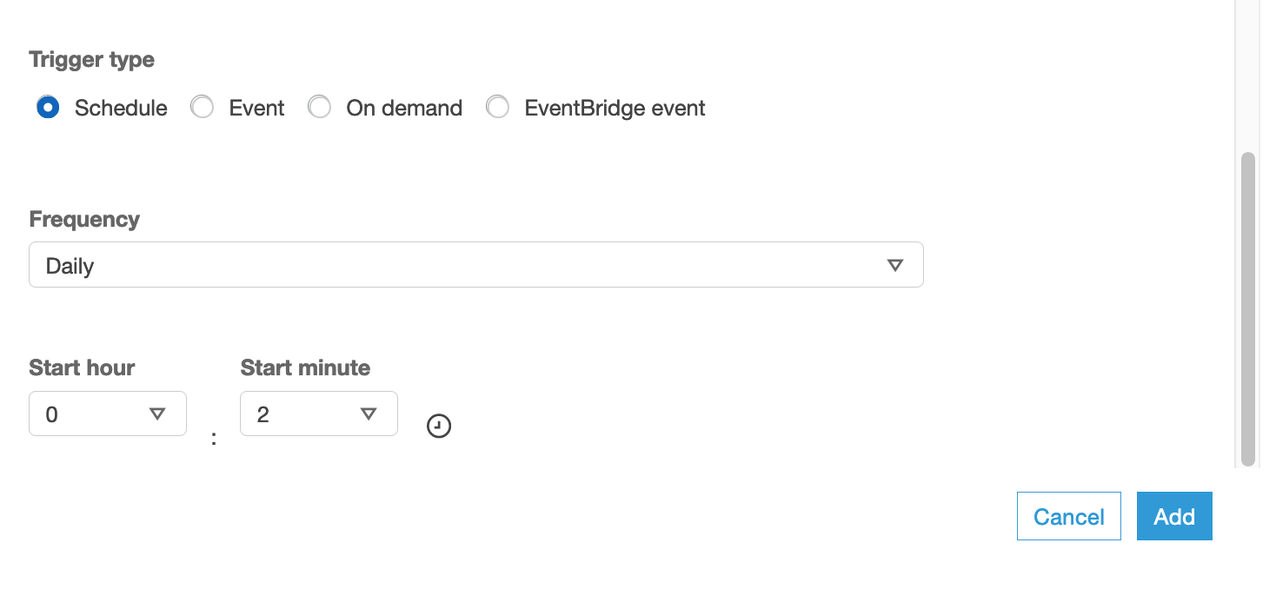 Trigger type
Schedule Event On demand EventBridge event
Frequency
Daily
Start hour Start minute
0 : 2
Cancel Add